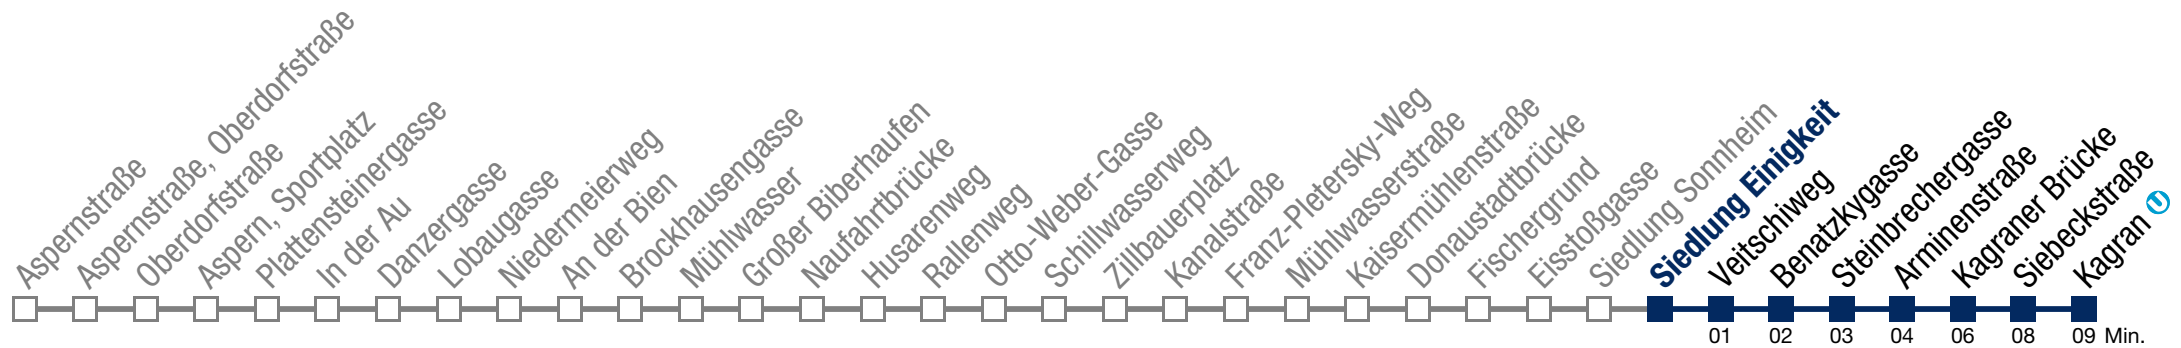 Aspernstraße
Aspernstraße, Oberdorfstraße
Oberdorfstraße
Aspern, Sportplatz
Plattensteinergasse
In der Au
Danzergasse
Lobaugasse
Niedermeierweg
An der Bien
Brockhausengasse
Mühlwasser
Großer Biberhaufen
Naufahrtbrücke
Husarenweg
Rallenweg
Otto-Weber-Gasse
Schillwasserweg
Zillbauerplatz
Kanalstraße
Franz-Pletersky-Weg
Mühlwasserstraße
Kaisermühlenstraße
Donaustadtbrücke
Fischergrund
Eisstoßgasse
Siedlung Sonnheim
Siedlung Einigkeit
Veitschiweg
Benatzkygasse
Steinbrechergasse
Arminenstraße
Kagraner Brücke
Siebeckstraße
Kagran U
01 02 03 04 06 08 09 Min.